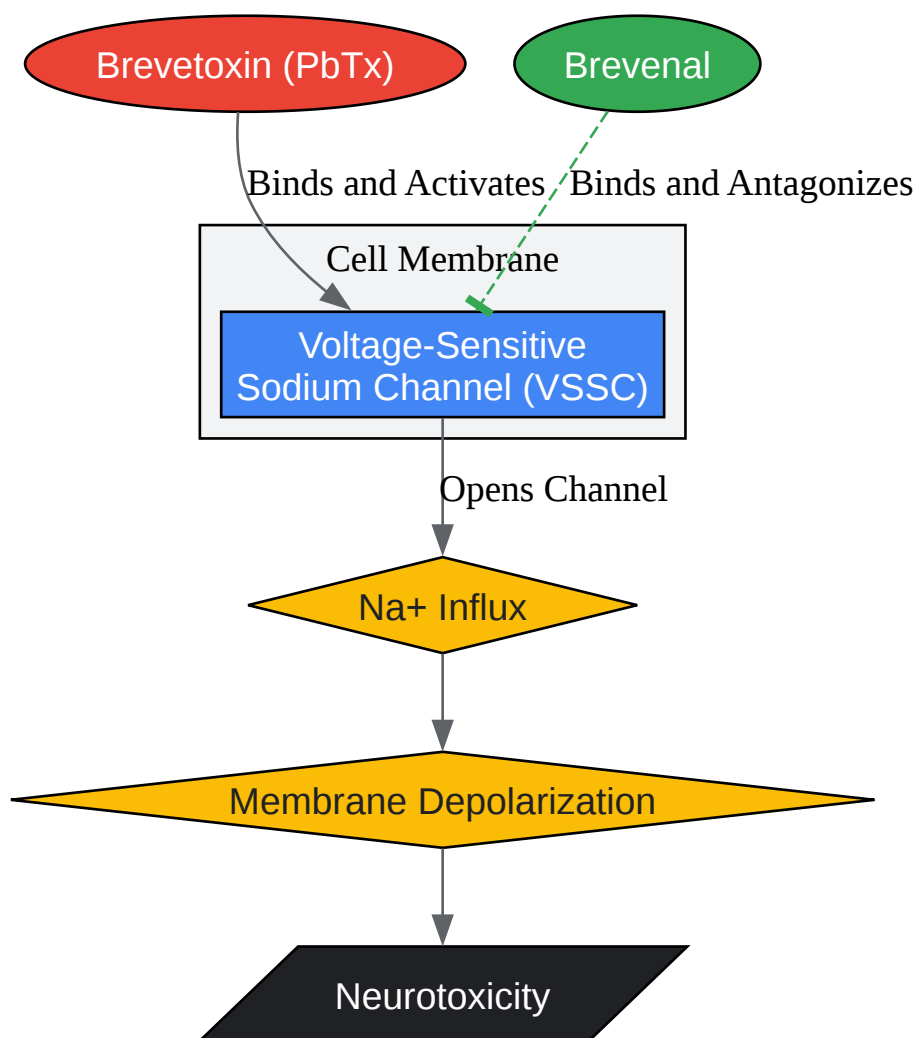 Brevetoxin (PbTx)
Brevenal
Binds and Activates
Binds and Antagonizes
Cell Membrane
Voltage-Sensitive
Sodium Channel (VSSC)
Opens Channel
Na+ Influx
Membrane Depolarization
Neurotoxicity